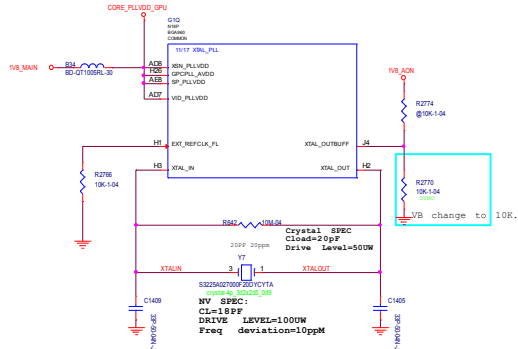 CORE_PLLVDD_GPU
G1Q
N18P
BGA960
COMMON
11/17 XTAL_PLL
1V8_MAIN
B34
BD-QT1005RL-30
AD8 XSN_PLLVDD
H26 GPCPLL_AVDD
AE8 SP_PLLVDD
AD7 VID_PLLVDD
1V8_AON
R2774
@10K-1-04
H1 EXT_REFCLK_FL
XTAL_OUTBUFF J4
H3 XTAL_IN
XTAL_OUT H2
R2766
10K-1-04
R2770
10K-1-04
VB change to 10K.
R642 10M-04
Crystal SPEC
Cload=20pF
Drive Level=50UW
20PF 20ppm
Y7
XTALIN 3 1 XTALOUT
S3225A027000F20DYCYTA
NV SPEC:
CL=18PF
DRIVE LEVEL=100UW
Freq deviation=10ppM
C1409
C1405